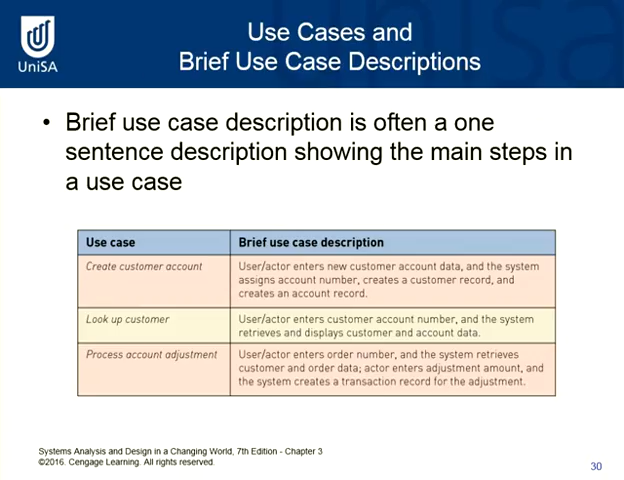 Use Cases and
Brief Use Case Descriptions
UniSA
• Brief use case description is often a one
sentence description showing the main steps in
a use case
Use case Brief use case description
Create customer account User/actor enters new customer account data, and the system
assigns account number, creates a customer record, and
creates an account record.
Look up customer User/actor enters customer account number, and the system
retrieves and displays customer and account data.
Process account adjustment User/actor enters order number, and the system retrieves
customer and order data; actor enters adjustment amount, and
the system creates a transaction record for the adjustment.
Systems Analysis and Design in a Changing World, 7th Edition - Chapter 3
©2016. Cengage Learning. All rights reserved.
30